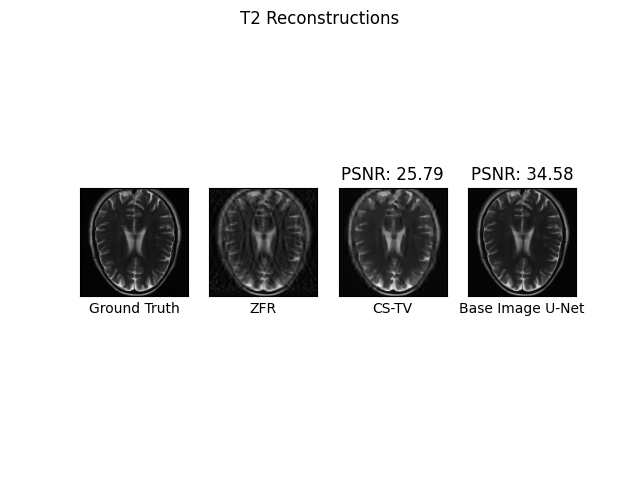 T2 Reconstructions
PSNR: 25.79
PSNR: 34.58
Ground Truth
ZFR
CS-TV
Base Image U-Net